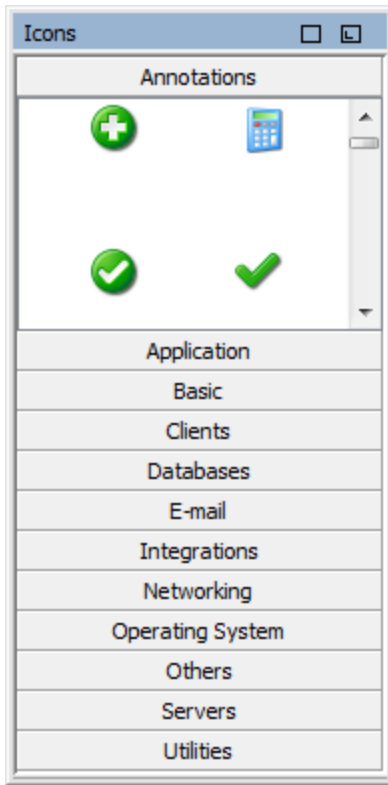 Icons
Annotations
Application
Basic
Clients
Databases
E-mail
Integrations
Networking
Operating System
Others
Servers
Utilities